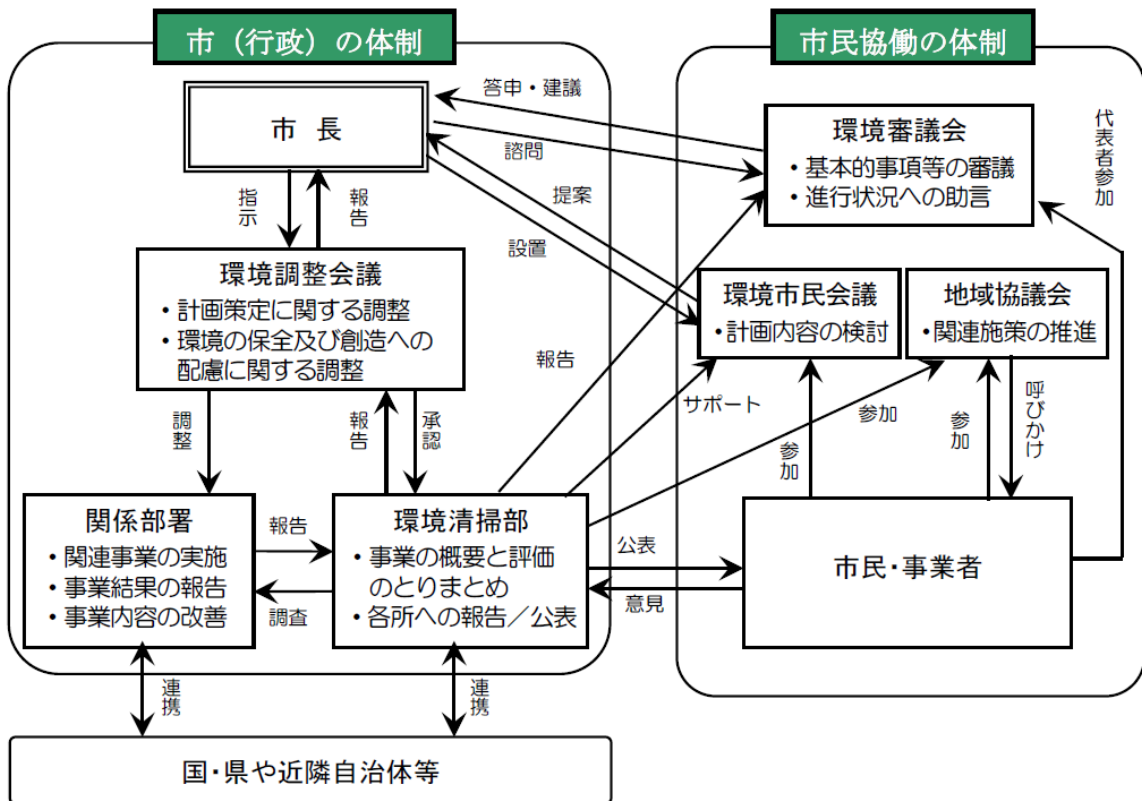 市（行政）の体制
市民協働の体制
市 長
答申・建議
諮問
提案
設置
指示
報告
環境審議会
・基本的事項等の審議
・進行状況への助言
代表者参加
環境調整会議
・計画策定に関する調整
・環境の保全及び創造への
配慮に関する調整
環境市民会議
・計画内容の検討
地域協議会
・関連施策の推進
報告
サポート
参加
調整
報告
承認
参加
参加
呼びかけ
関係部署
・関連事業の実施
・事業結果の報告
・事業内容の改善
報告
調査
環境清掃部
・事業の概要と評価
のとりまとめ
・各所への報告／公表
公表
意見
市民・事業者
連携
連携
国・県や近隣自治体等